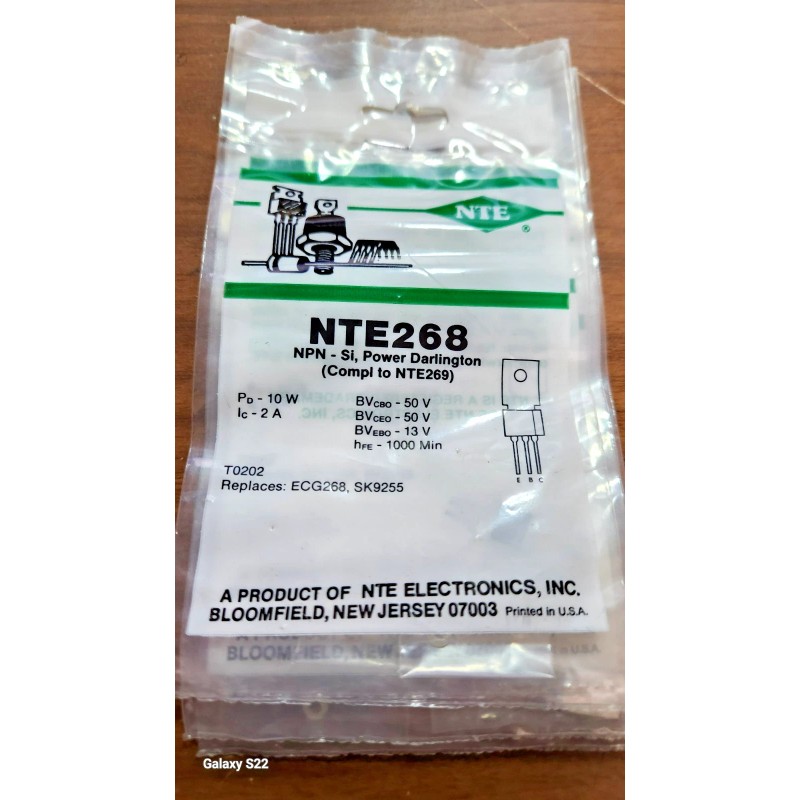 NTE
®
NTE268
NPN - Si, Power Darlington
(Compl to NTE269)
PD - 10 W
IC - 2 A
BVCBO - 50 V
BVCEO - 50 V
BVEBO - 13 V
hFE - 1000 Min
E B C
T0202
Replaces: ECG268, SK9255
A PRODUCT OF NTE ELECTRONICS, INC.
BLOOMFIELD, NEW JERSEY 07003 Printed in U.S.A.
BLOOMFIELD, NEW
Galaxy S22